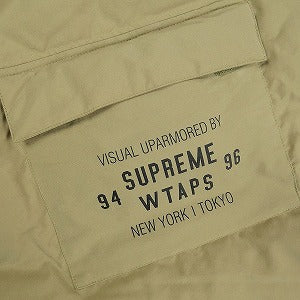 VISUAL UPARMORED BY
94 SUPREME 96
WTAPS
NEW YORK I TOKYO